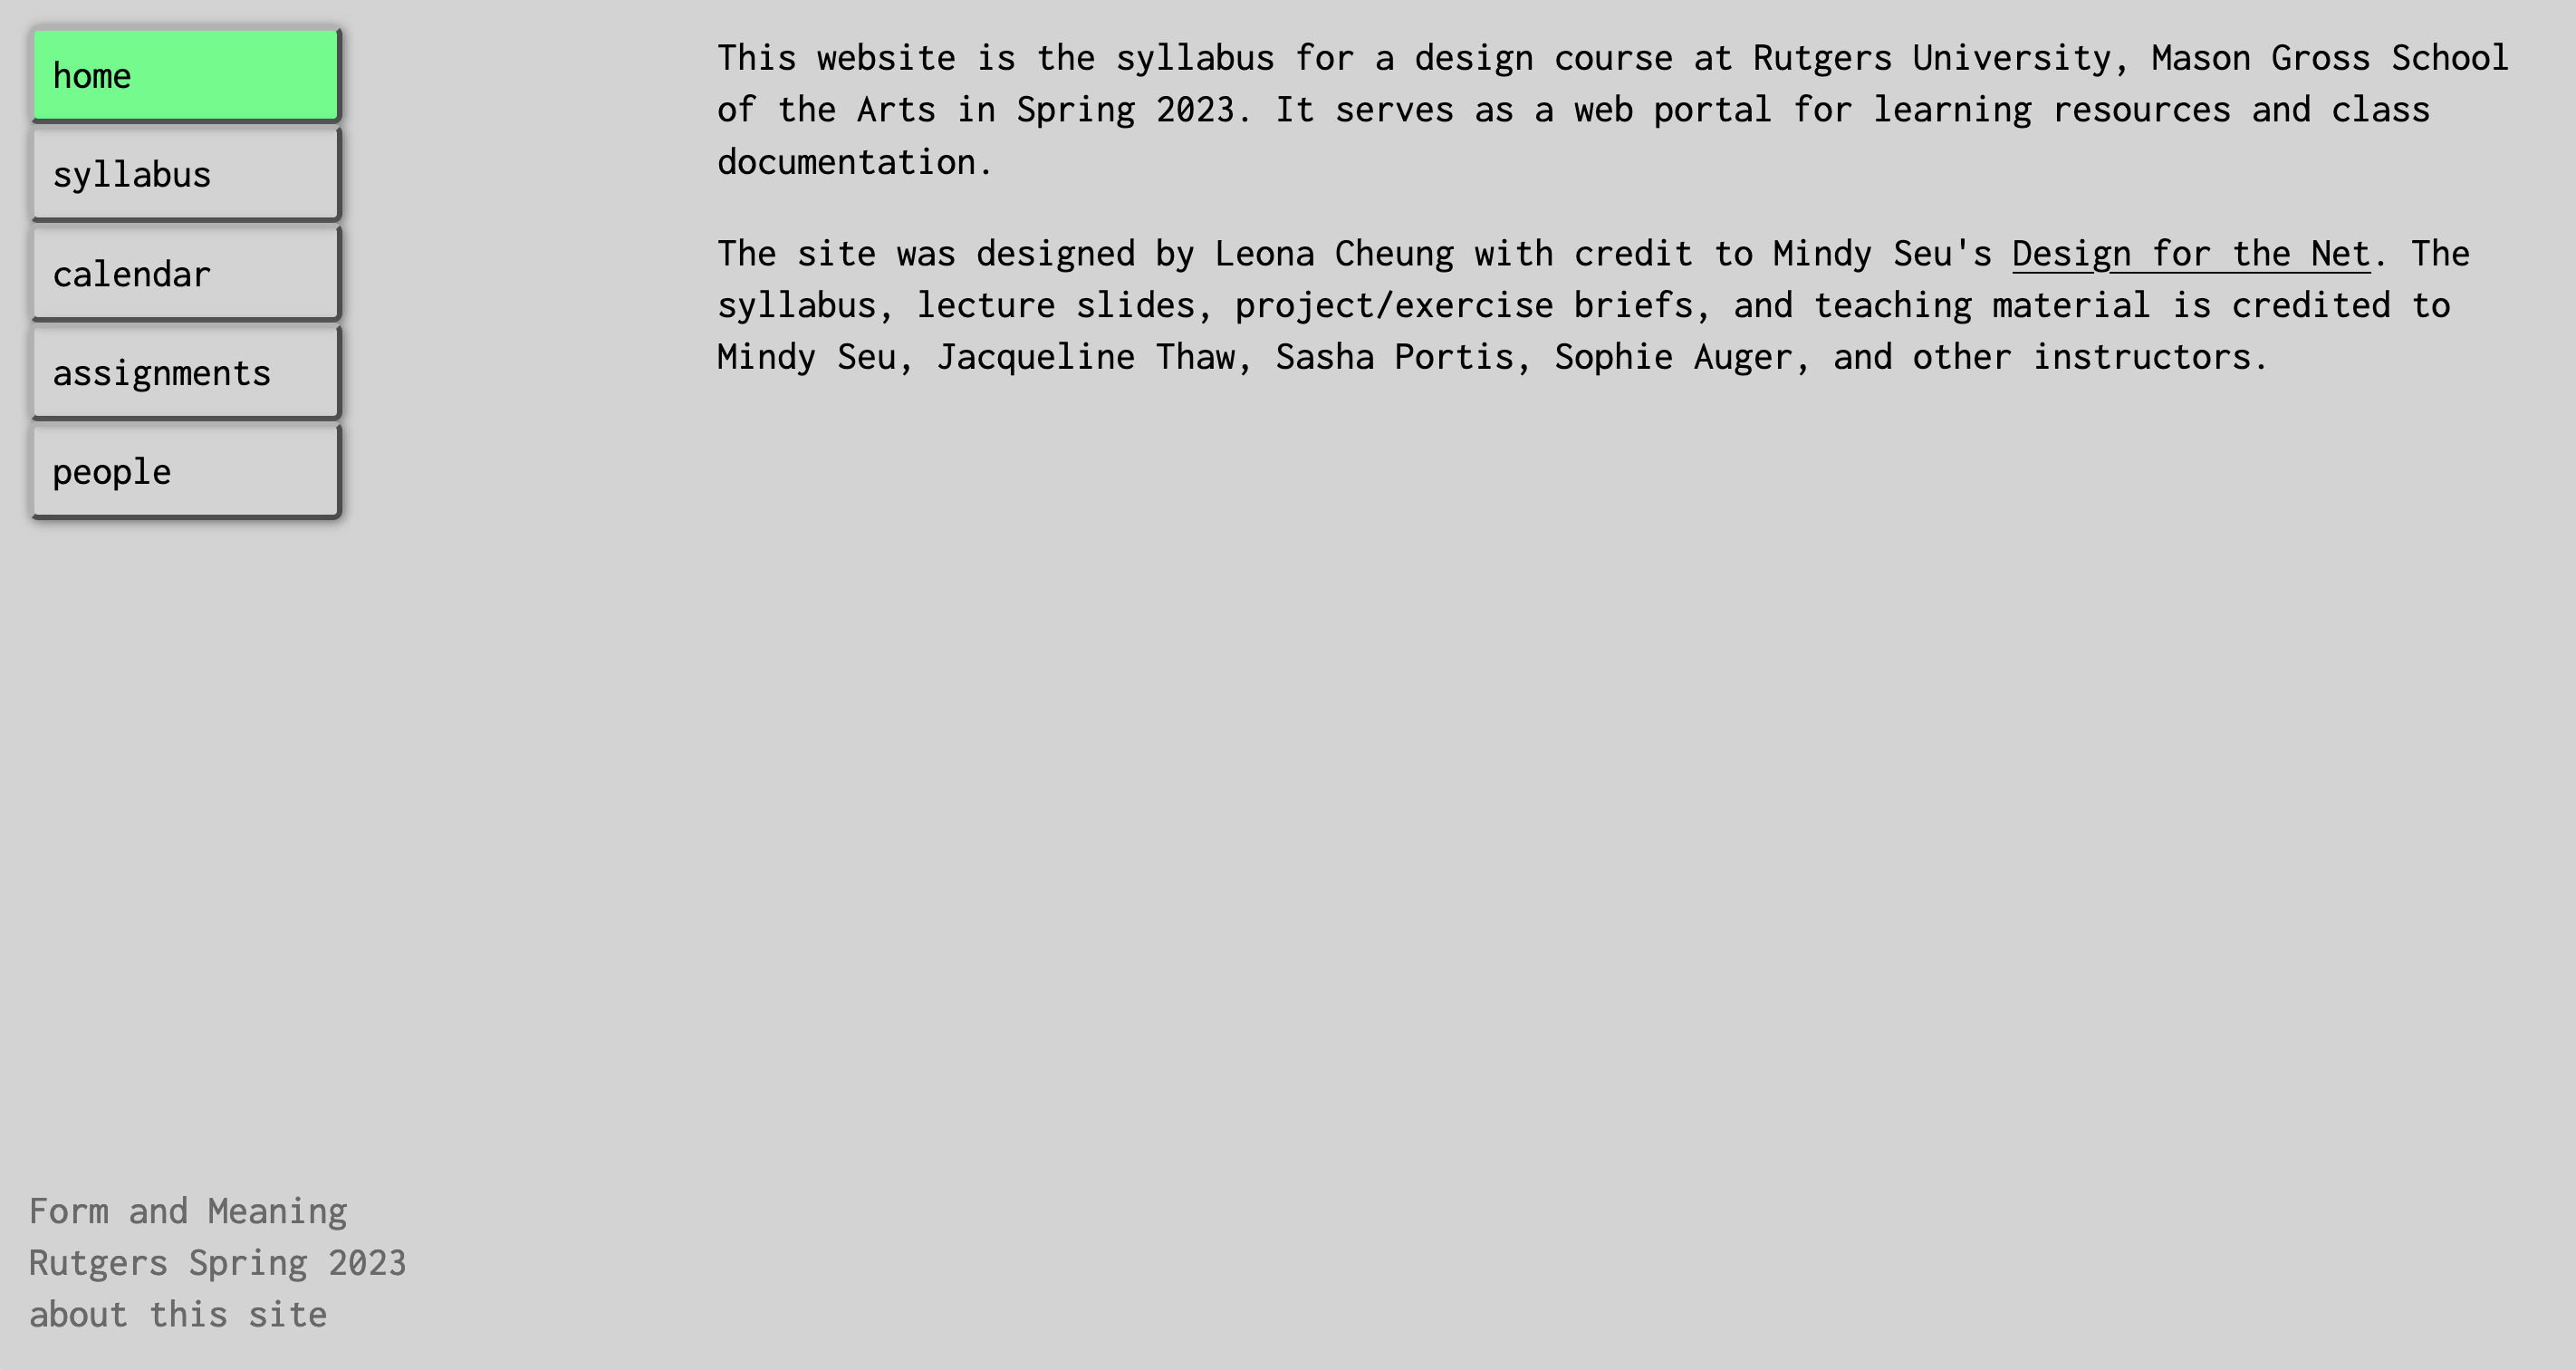 home
syllabus
calendar
assignments
people
This website is the syllabus for a design course at Rutgers University, Mason Gross School
of the Arts in Spring 2023. It serves as a web portal for learning resources and class
documentation.
The site was designed by Leona Cheung with credit to Mindy Seu's Design for the Net. The
syllabus, lecture slides, project/exercise briefs, and teaching material is credited to
Mindy Seu, Jacqueline Thaw, Sasha Portis, Sophie Auger, and other instructors.
Form and Meaning
Rutgers Spring 2023
about this site